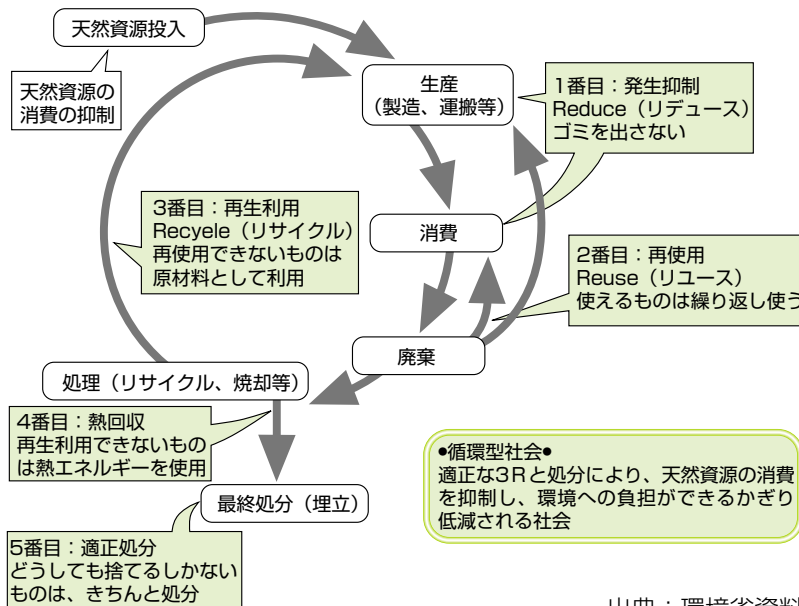 天然資源投入
天然資源の
消費の抑制
生産
（製造、運搬等）
1番目：発生抑制
Reduce（リデュース）
ゴミを出さない
3番目：再生利用
Recyele（リサイクル）
再使用できないものは
原材料として利用
消費
2番目：再使用
Reuse（リユース）
使えるものは繰り返し使う
廃棄
処理（リサイクル、焼却等）
4番目：熱回収
再生利用できないもの
は熱エネルギーを使用
最終処分（埋立）
5番目：適正処分
どうしても捨てるしかない
ものは、きちんと処分
●循環型社会●
適正な3Rと処分により、天然資源の消費
を抑制し、環境への負担ができるかぎり
低減される社会
出典：環境省資料